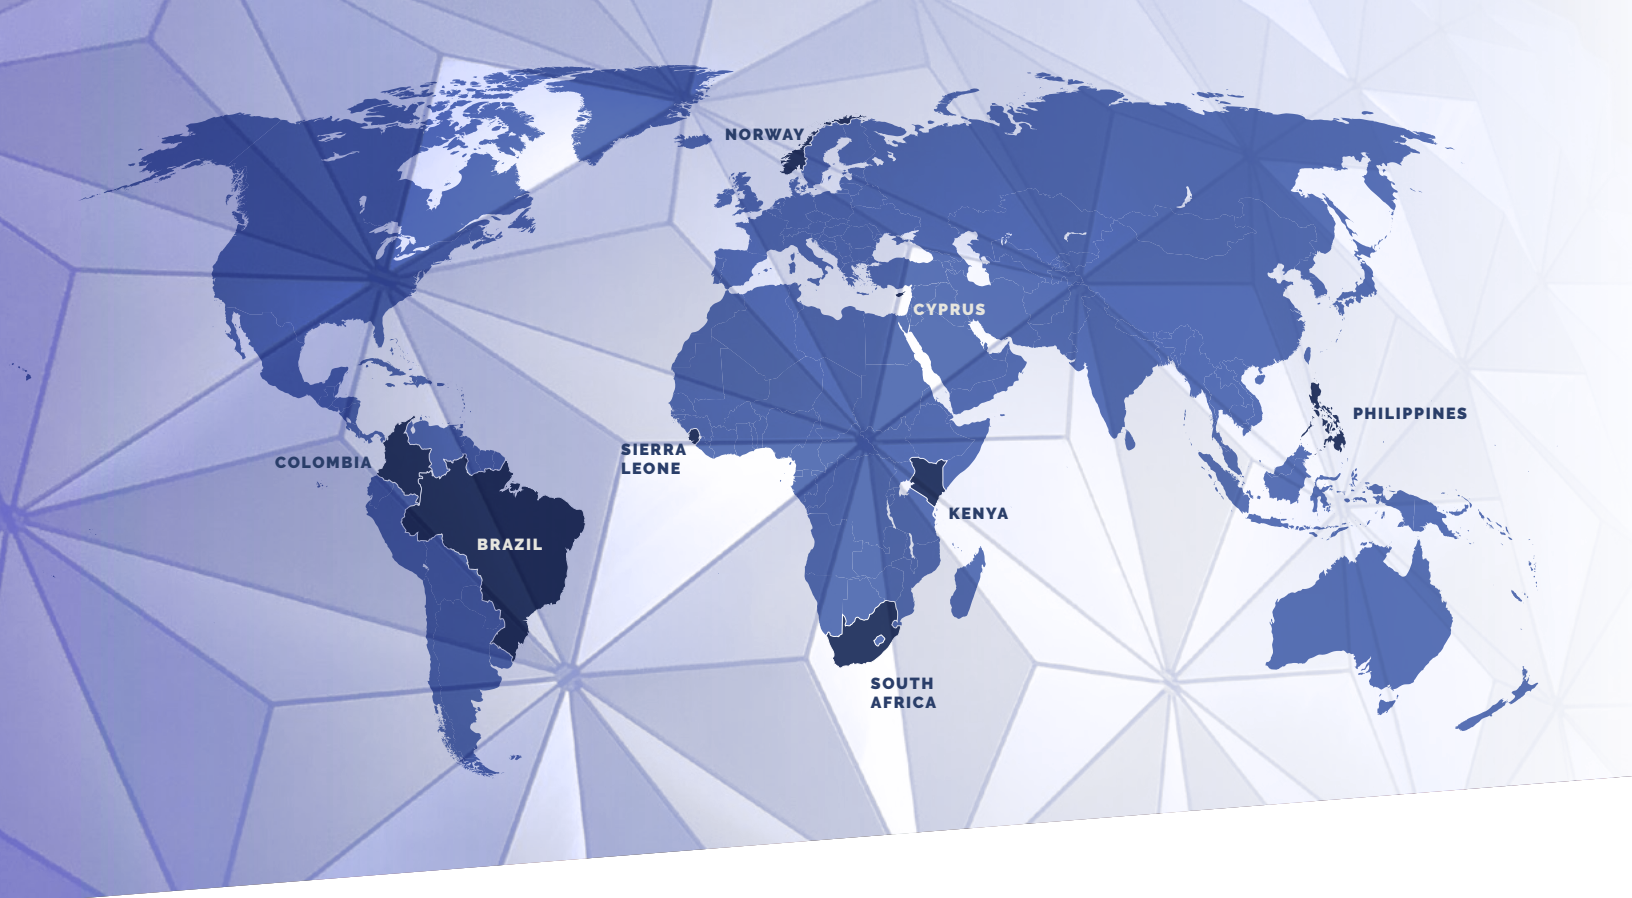 NORWAY
CYPRUS
PHILIPPINES
SIERRA
LEONE
COLOMBIA
KENYA
BRAZIL
SOUTH
AFRICA